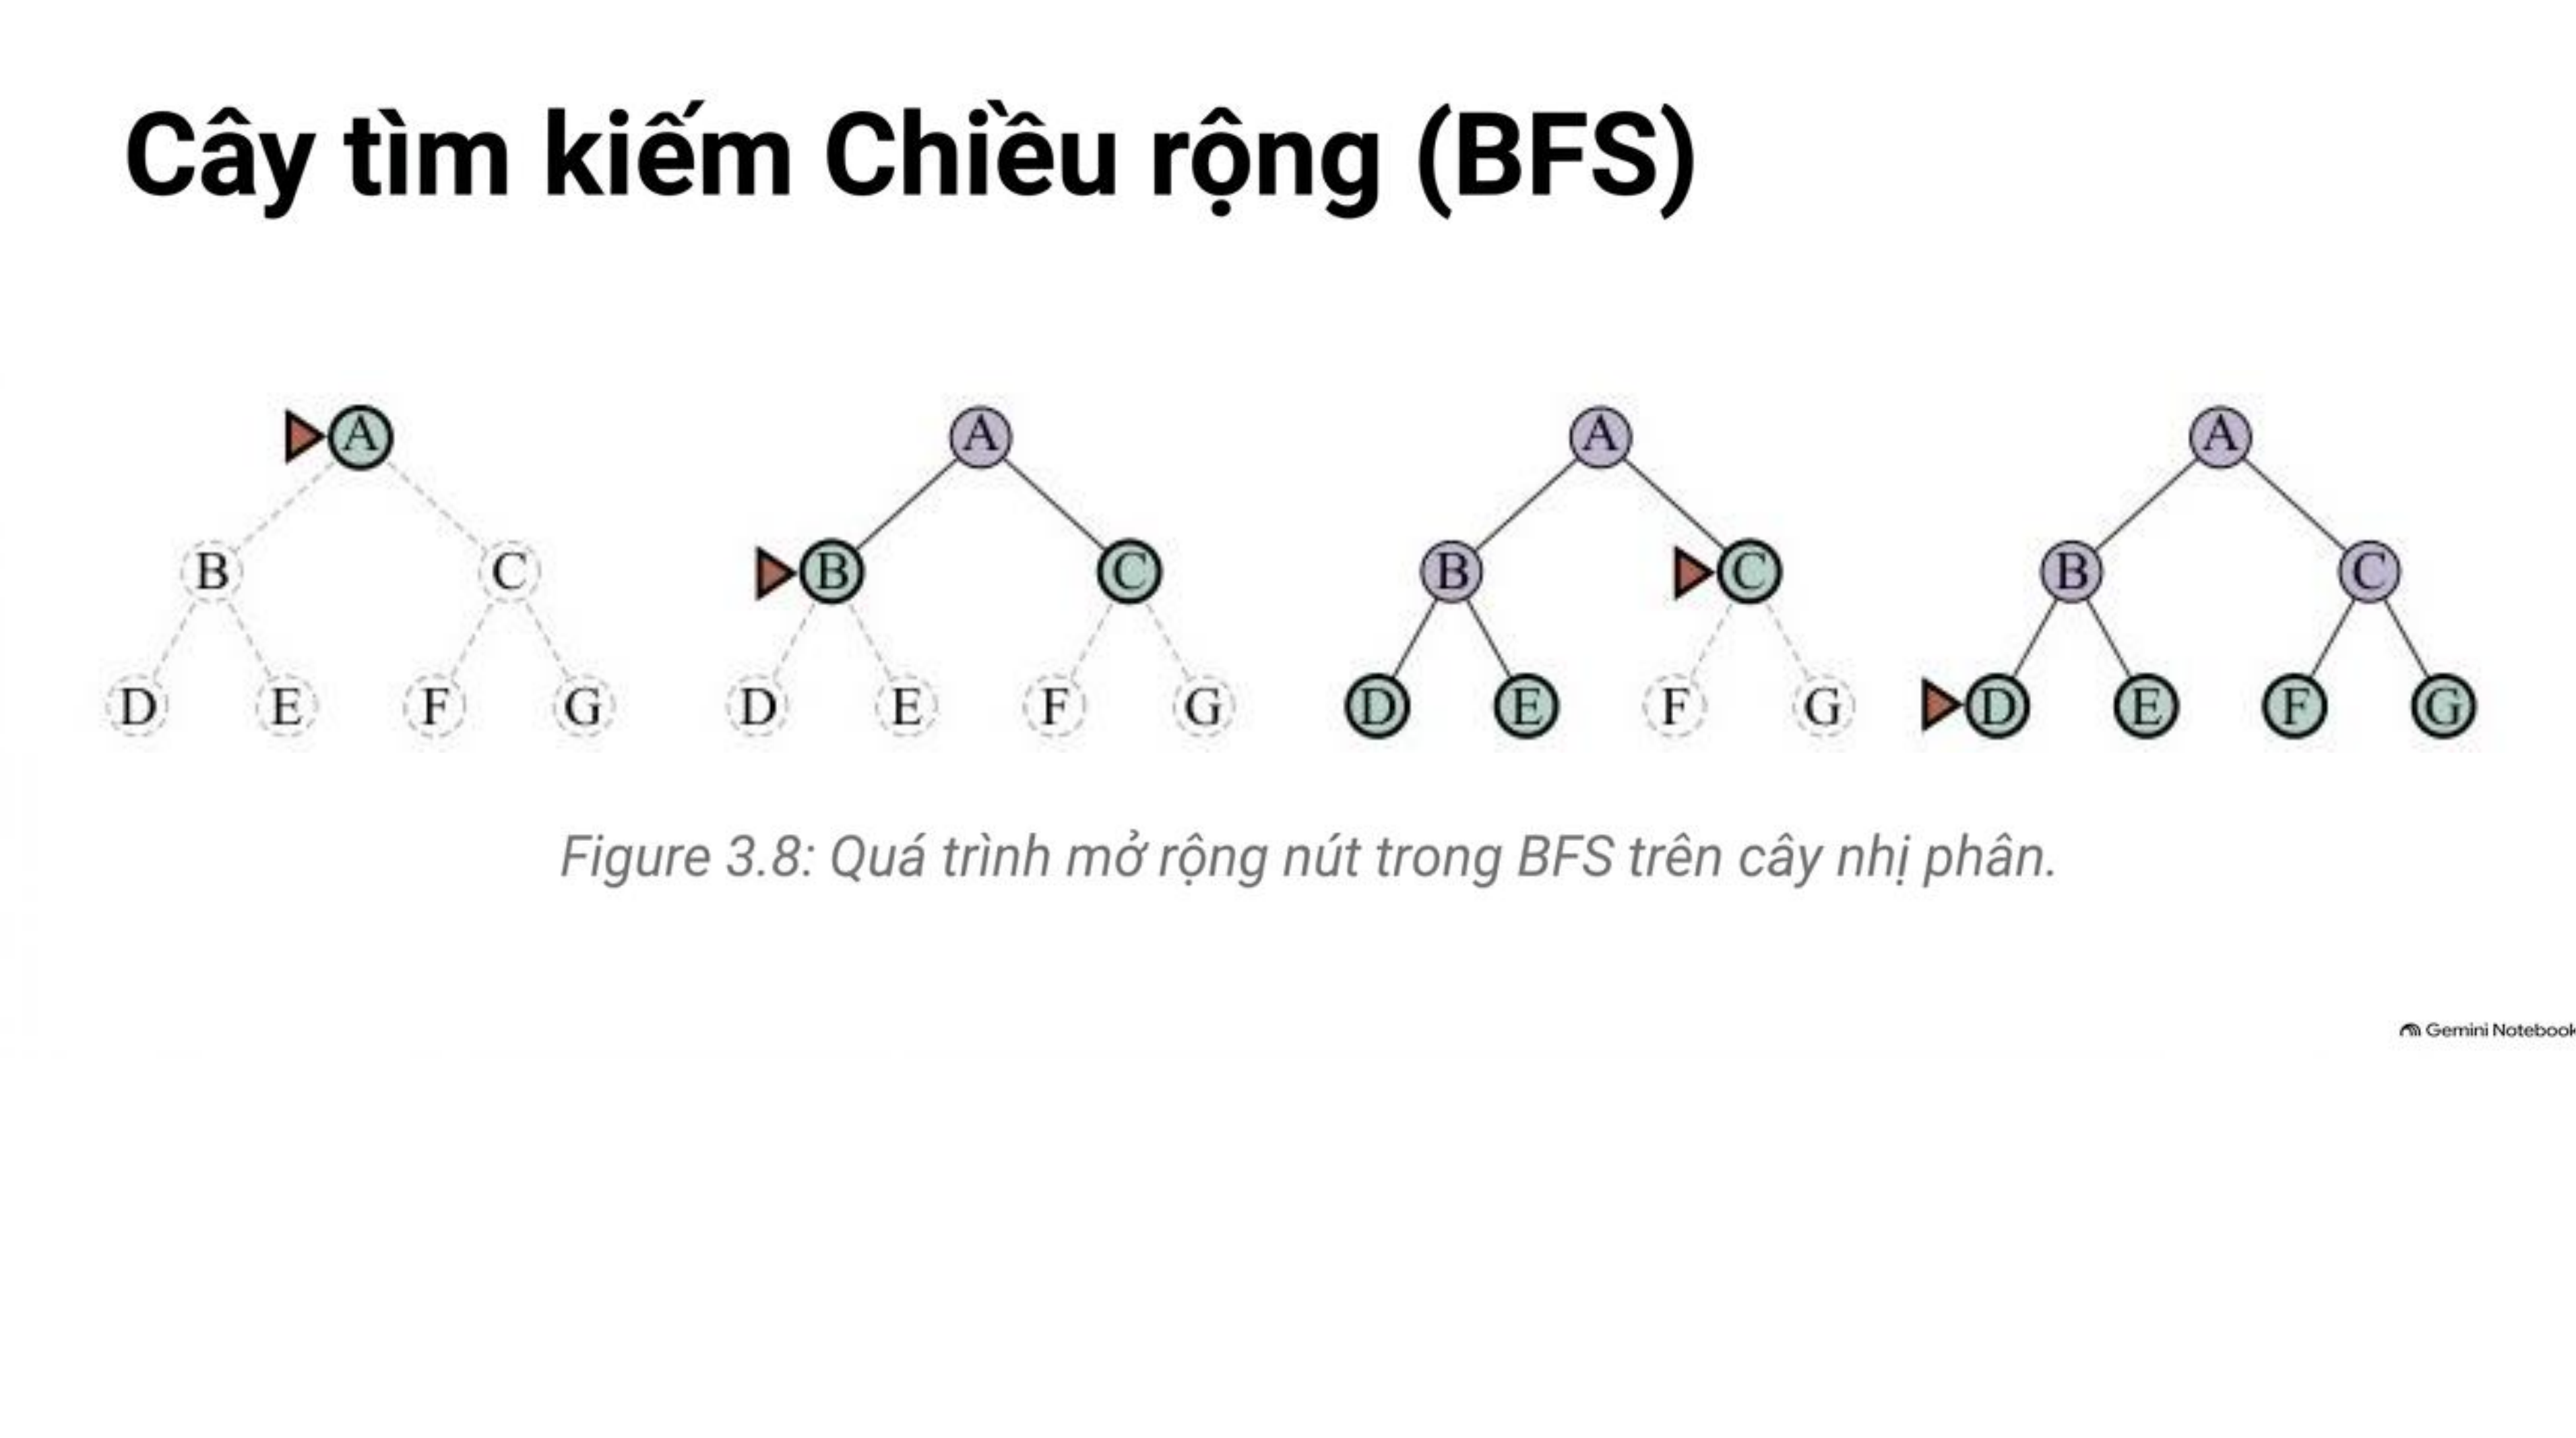 Cây tìm kiếm Chiều rộng (BFS)
A A A A
B C B C B C B C
D E F G D E F G D E F G D E F G
Figure 3.8: Quá trình mở rộng nút trong BFS trên cây nhị phân.
Gemini Notebook